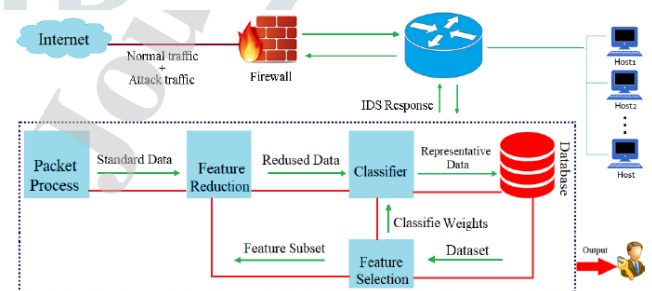 Internet
Normal traffic
+
Attack traffic
Firewall
Host1
Host2
Host
IDS Response
Packet
Process
Standard Data
Feature
Reduction
Redused Data
Classifier
Representative
Data
Database
Classifie Weights
Feature Subset
Feature
Selection
Dataset
Output
Jou